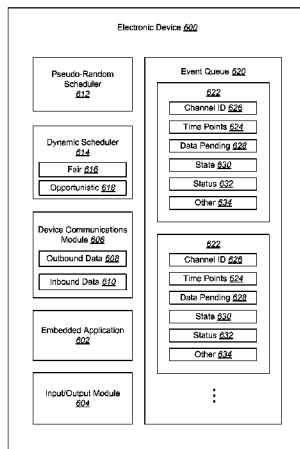 Electronic Device 600
Pseudo-Random
Scheduler
612
Dynamic Scheduler
614
Fair 616
Opportunistic 618
Device Communications
Module 606
Outbound Data 608
Inbound Data 610
Embedded Application
602
Input/Output Module
604
Event Queue 620
622
Channel ID 626
Time Points 624
Data Pending 628
State 630
Status 632
Other 634
622
Channel ID 626
Time Points 624
Data Pending 628
State 630
Status 632
Other 634